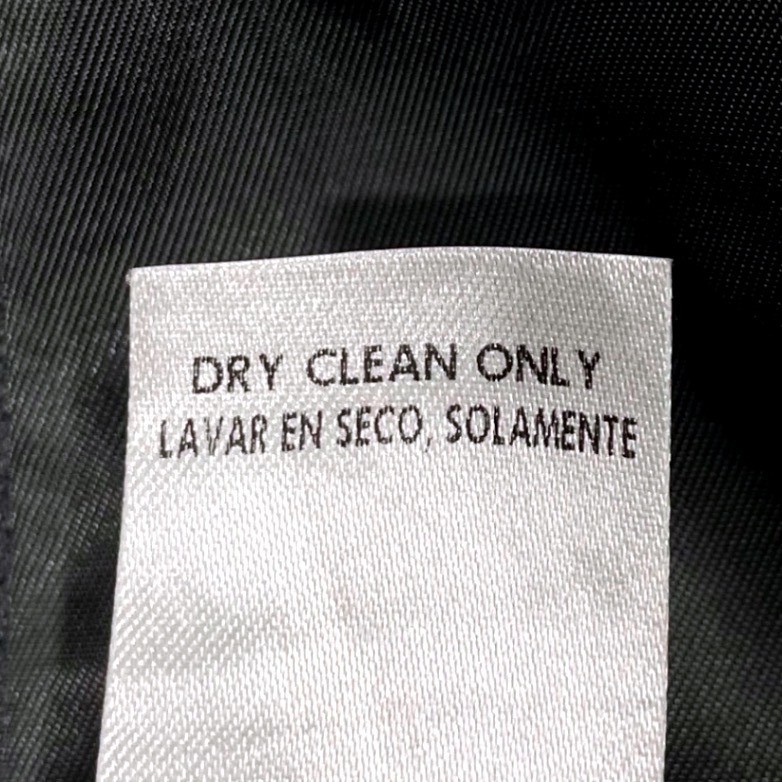 DRY CLEAN ONLY
LAVAR EN SECO, SOLAMENTE